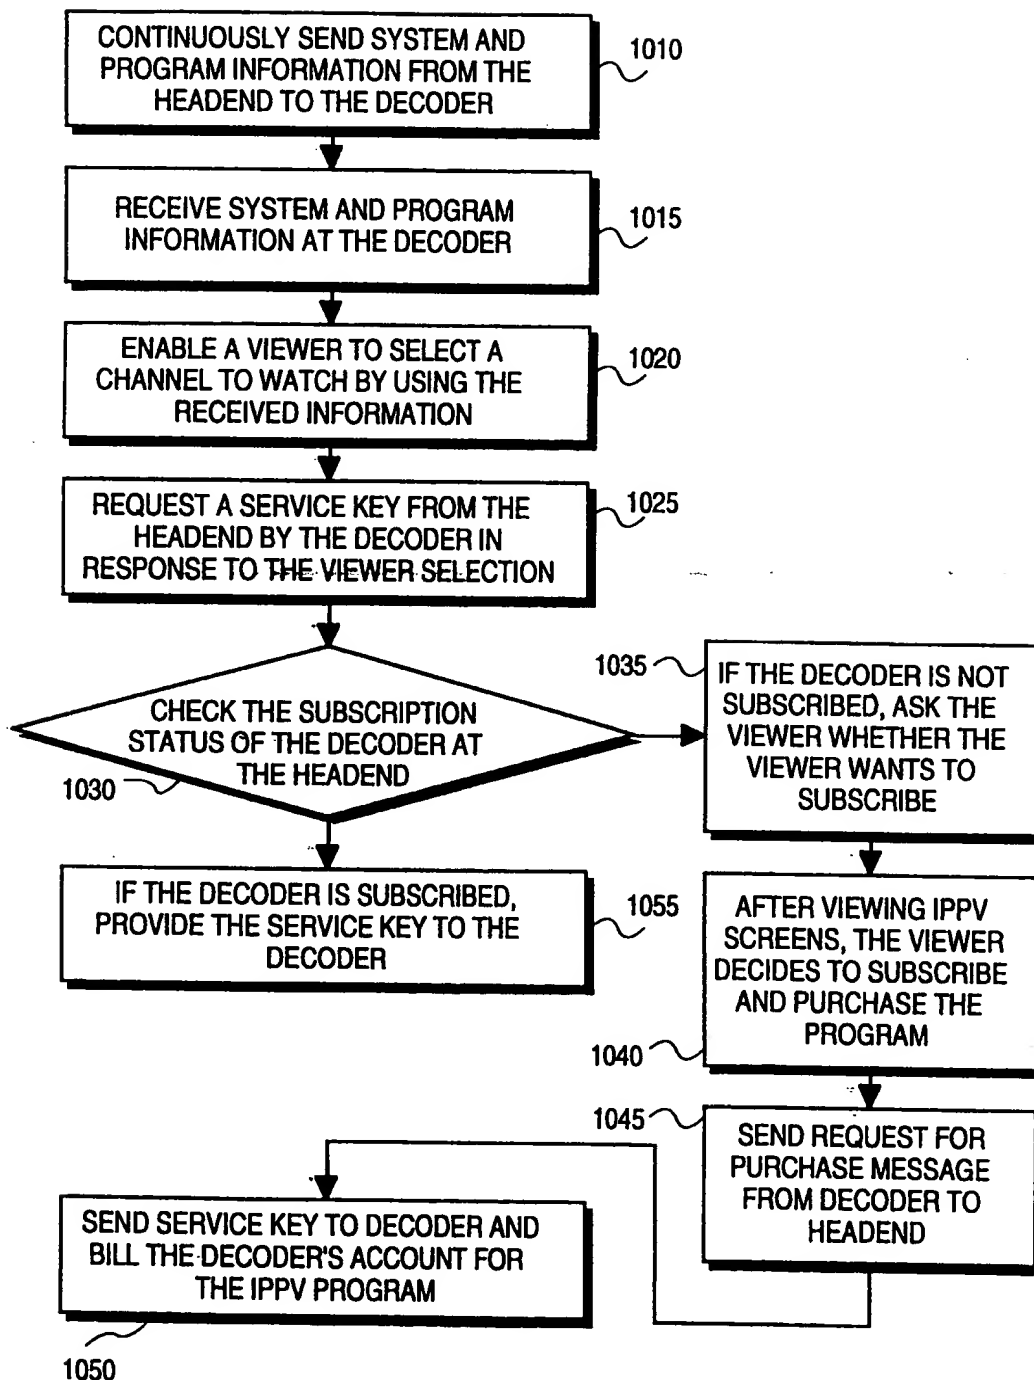 CONTINUOUSLY SEND SYSTEM AND
PROGRAM INFORMATION FROM THE
HEADEND TO THE DECODER
1010
RECEIVE SYSTEM AND PROGRAM
INFORMATION AT THE DECODER
1015
ENABLE A VIEWER TO SELECT A
CHANNEL TO WATCH BY USING THE
RECEIVED INFORMATION
1020
REQUEST A SERVICE KEY FROM THE
HEADEND BY THE DECODER IN
RESPONSE TO THE VIEWER SELECTION
1025
CHECK THE SUBSCRIPTION
STATUS OF THE DECODER AT
THE HEADEND
1030
1035
IF THE DECODER IS NOT
SUBSCRIBED, ASK THE
VIEWER WHETHER THE
VIEWER WANTS TO
SUBSCRIBE
IF THE DECODER IS SUBSCRIBED,
PROVIDE THE SERVICE KEY TO THE
DECODER
1055
AFTER VIEWING IPPV
SCREENS, THE VIEWER
DECIDES TO SUBSCRIBE
AND PURCHASE THE
PROGRAM
1040
1045
SEND REQUEST FOR
PURCHASE MESSAGE
FROM DECODER TO
HEADEND
SEND SERVICE KEY TO DECODER AND
BILL THE DECODER'S ACCOUNT FOR
THE IPPV PROGRAM
1050